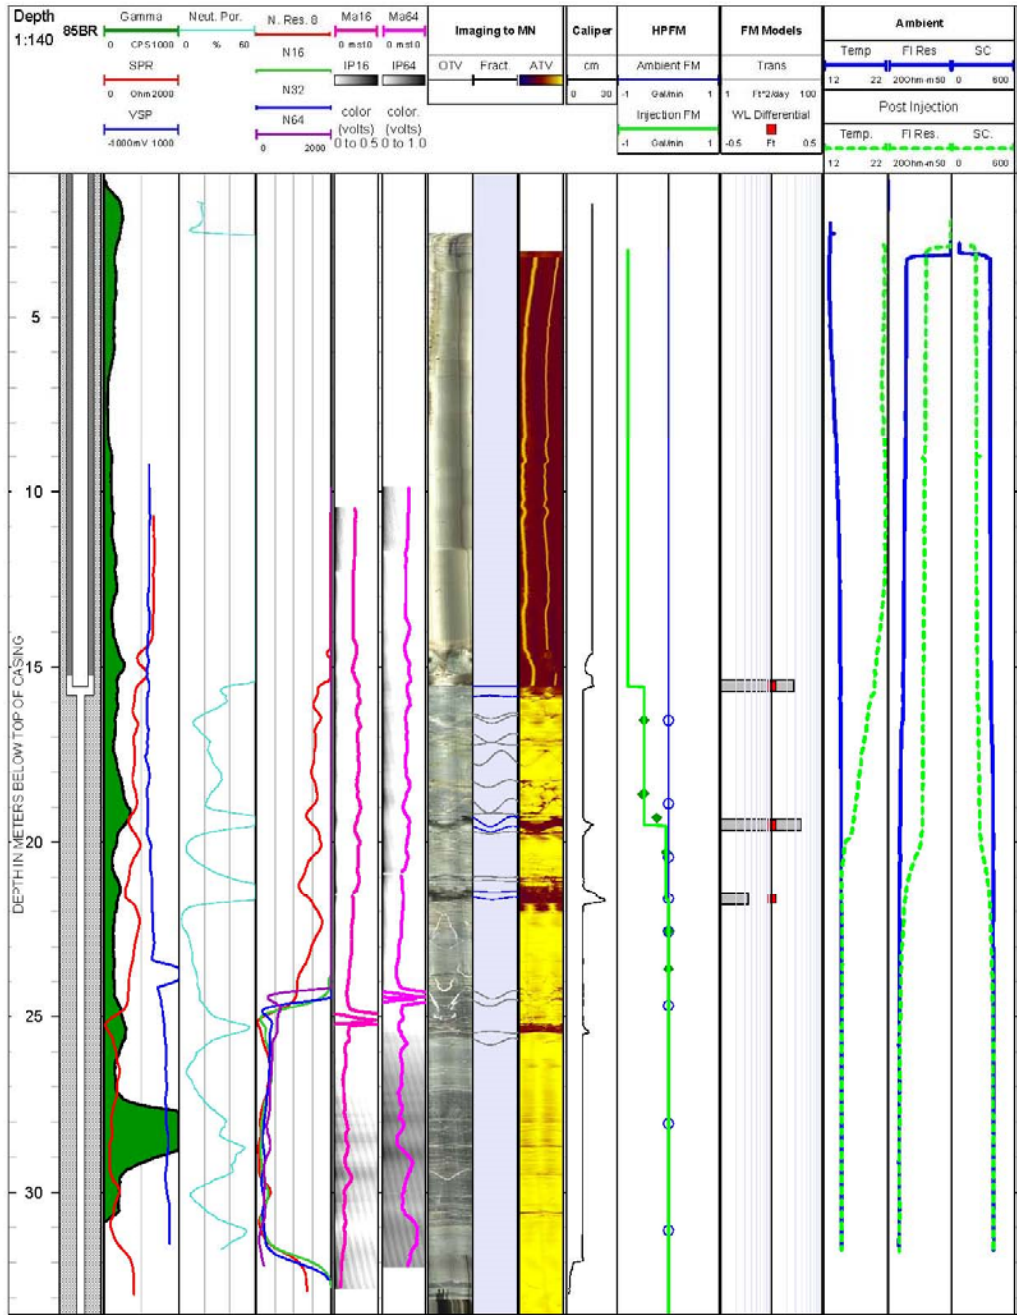 Depth
1:140
85BR
Gamma
0 CPS 1000
SPR
0 Ohm 2000
VSP
-1000 mV 1000
Neut. Por.
0 % 60
N. Res. 8
N16
N32
N64
0 2000
Ma16
0 ms 10
IP16
color
(volts)
0 to 0.5
Ma64
0 ms 10
IP64
color.
(volts)
0 to 1.0
Imaging to MN
OTV Fract. ATV
Caliper
cm
0 30
HPFM
Ambient FM
-1 Gal/min 1
Injection FM
-1 Gal/min 1
FM Models
Trans
1 Ft^2/day 100
WL Differential
-0.5 Ft 0.5
Ambient
Temp Fl Res SC
12 22 20 Ohm-m 50 0 600
Post Injection
Temp. Fl Res. SC.
12 22 20 Ohm-m 50 0 600
DEPTH IN METERS BELOW TOP OF CASING
5
10
15
20
25
30